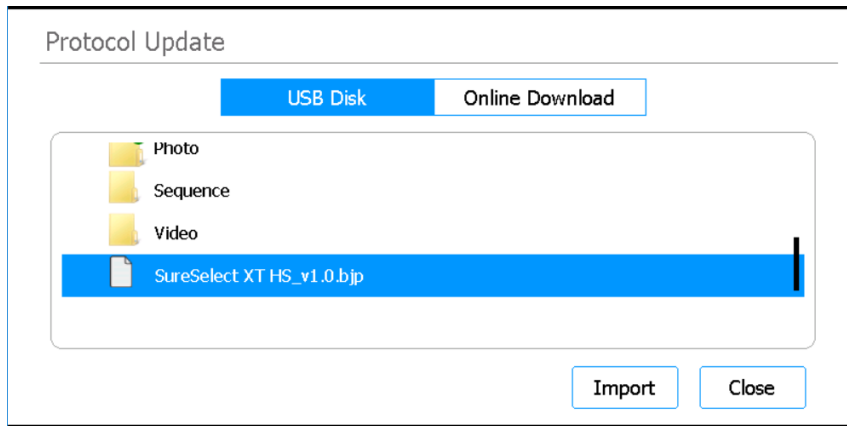 Protocol Update
USB Disk
Online Download
Photo
Sequence
Video
SureSelect XT HS_v1.0.bjp
Import
Close